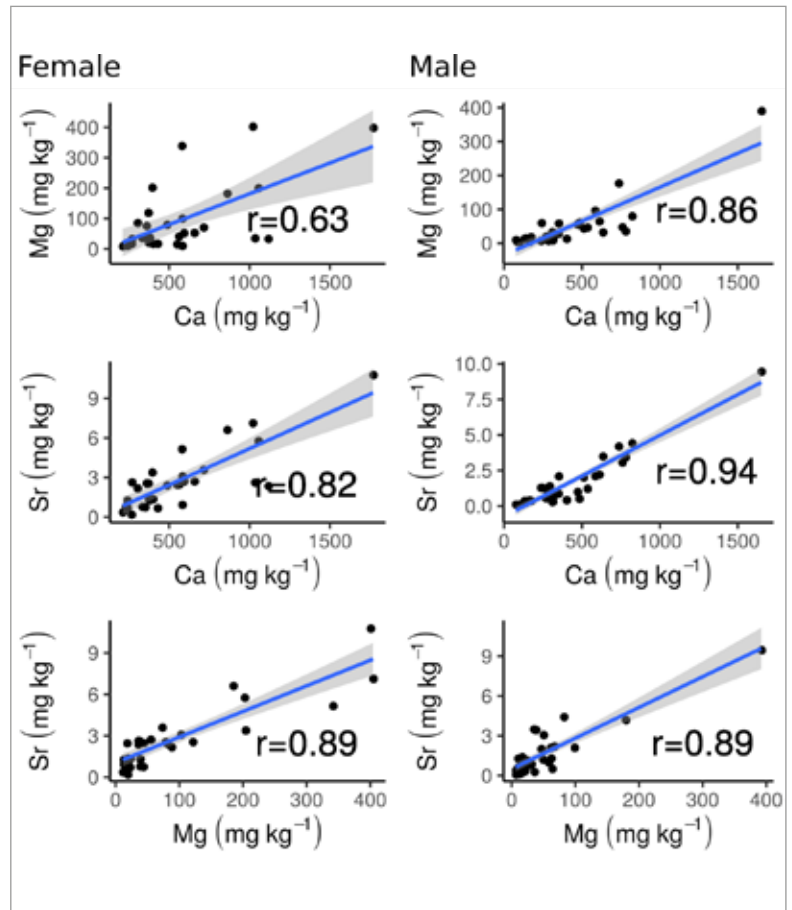 Female
Male
Mg (mg kg⁻¹)
400
300
200
100
0
r=0.63
500
1000
1500
Ca (mg kg⁻¹)
Mg (mg kg⁻¹)
400
300
200
100
0
r=0.86
0
500
1000
1500
Ca (mg kg⁻¹)
Sr (mg kg⁻¹)
9
6
3
0
r=0.82
500
1000
1500
Ca (mg kg⁻¹)
Sr (mg kg⁻¹)
10.0
7.5
5.0
2.5
0.0
r=0.94
0
500
1000
1500
Ca (mg kg⁻¹)
Sr (mg kg⁻¹)
9
6
3
0
r=0.89
0
100
200
300
400
Mg (mg kg⁻¹)
Sr (mg kg⁻¹)
9
6
3
0
r=0.89
0
100
200
300
400
Mg (mg kg⁻¹)